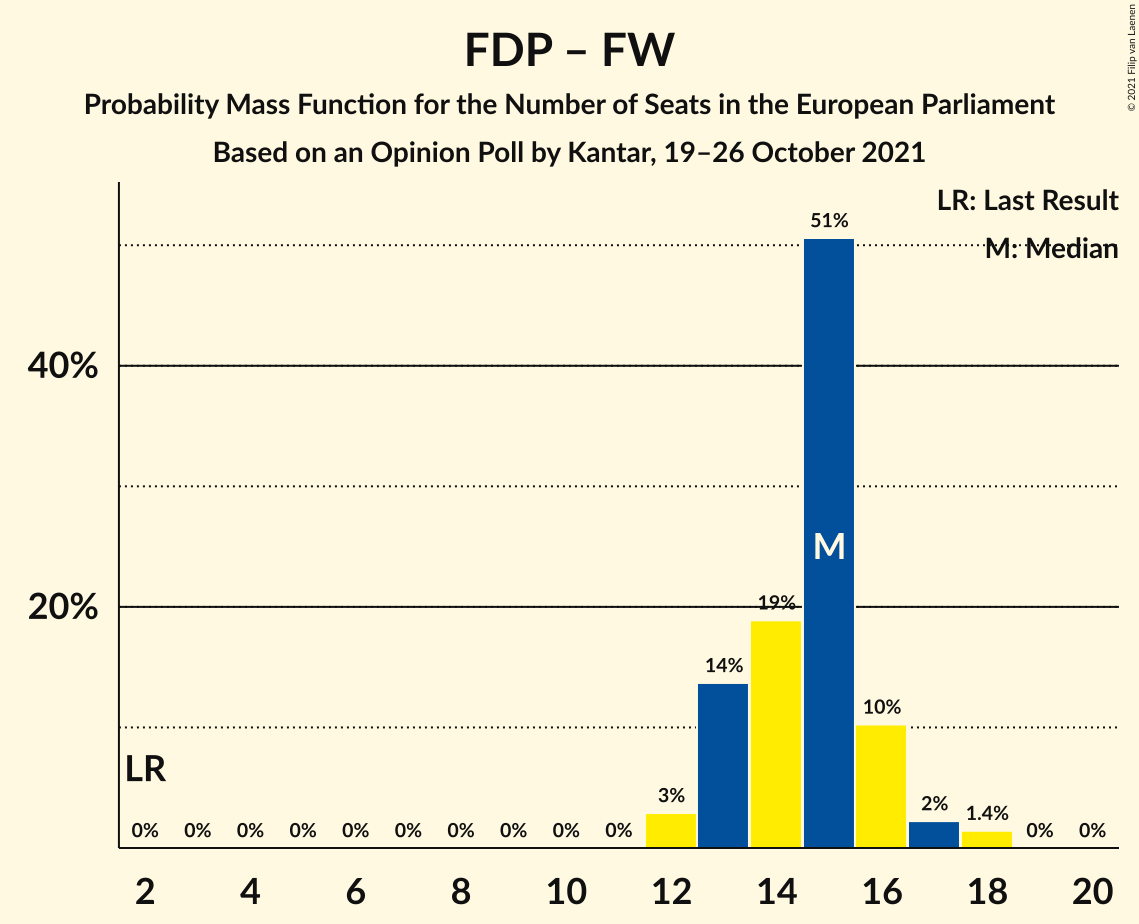 FDP – FW
Probability Mass Function for the Number of Seats in the European Parliament
Based on an Opinion Poll by Kantar, 19–26 October 2021
© 2021 Filip van Laenen
LR: Last Result
M: Median
51%
40%
M
20%
19%
14%
10%
LR
3%
2%
1.4%
0% 0% 0% 0% 0% 0% 0% 0% 0% 0% 0% 0%
2 4 6 8 10 12 14 16 18 20